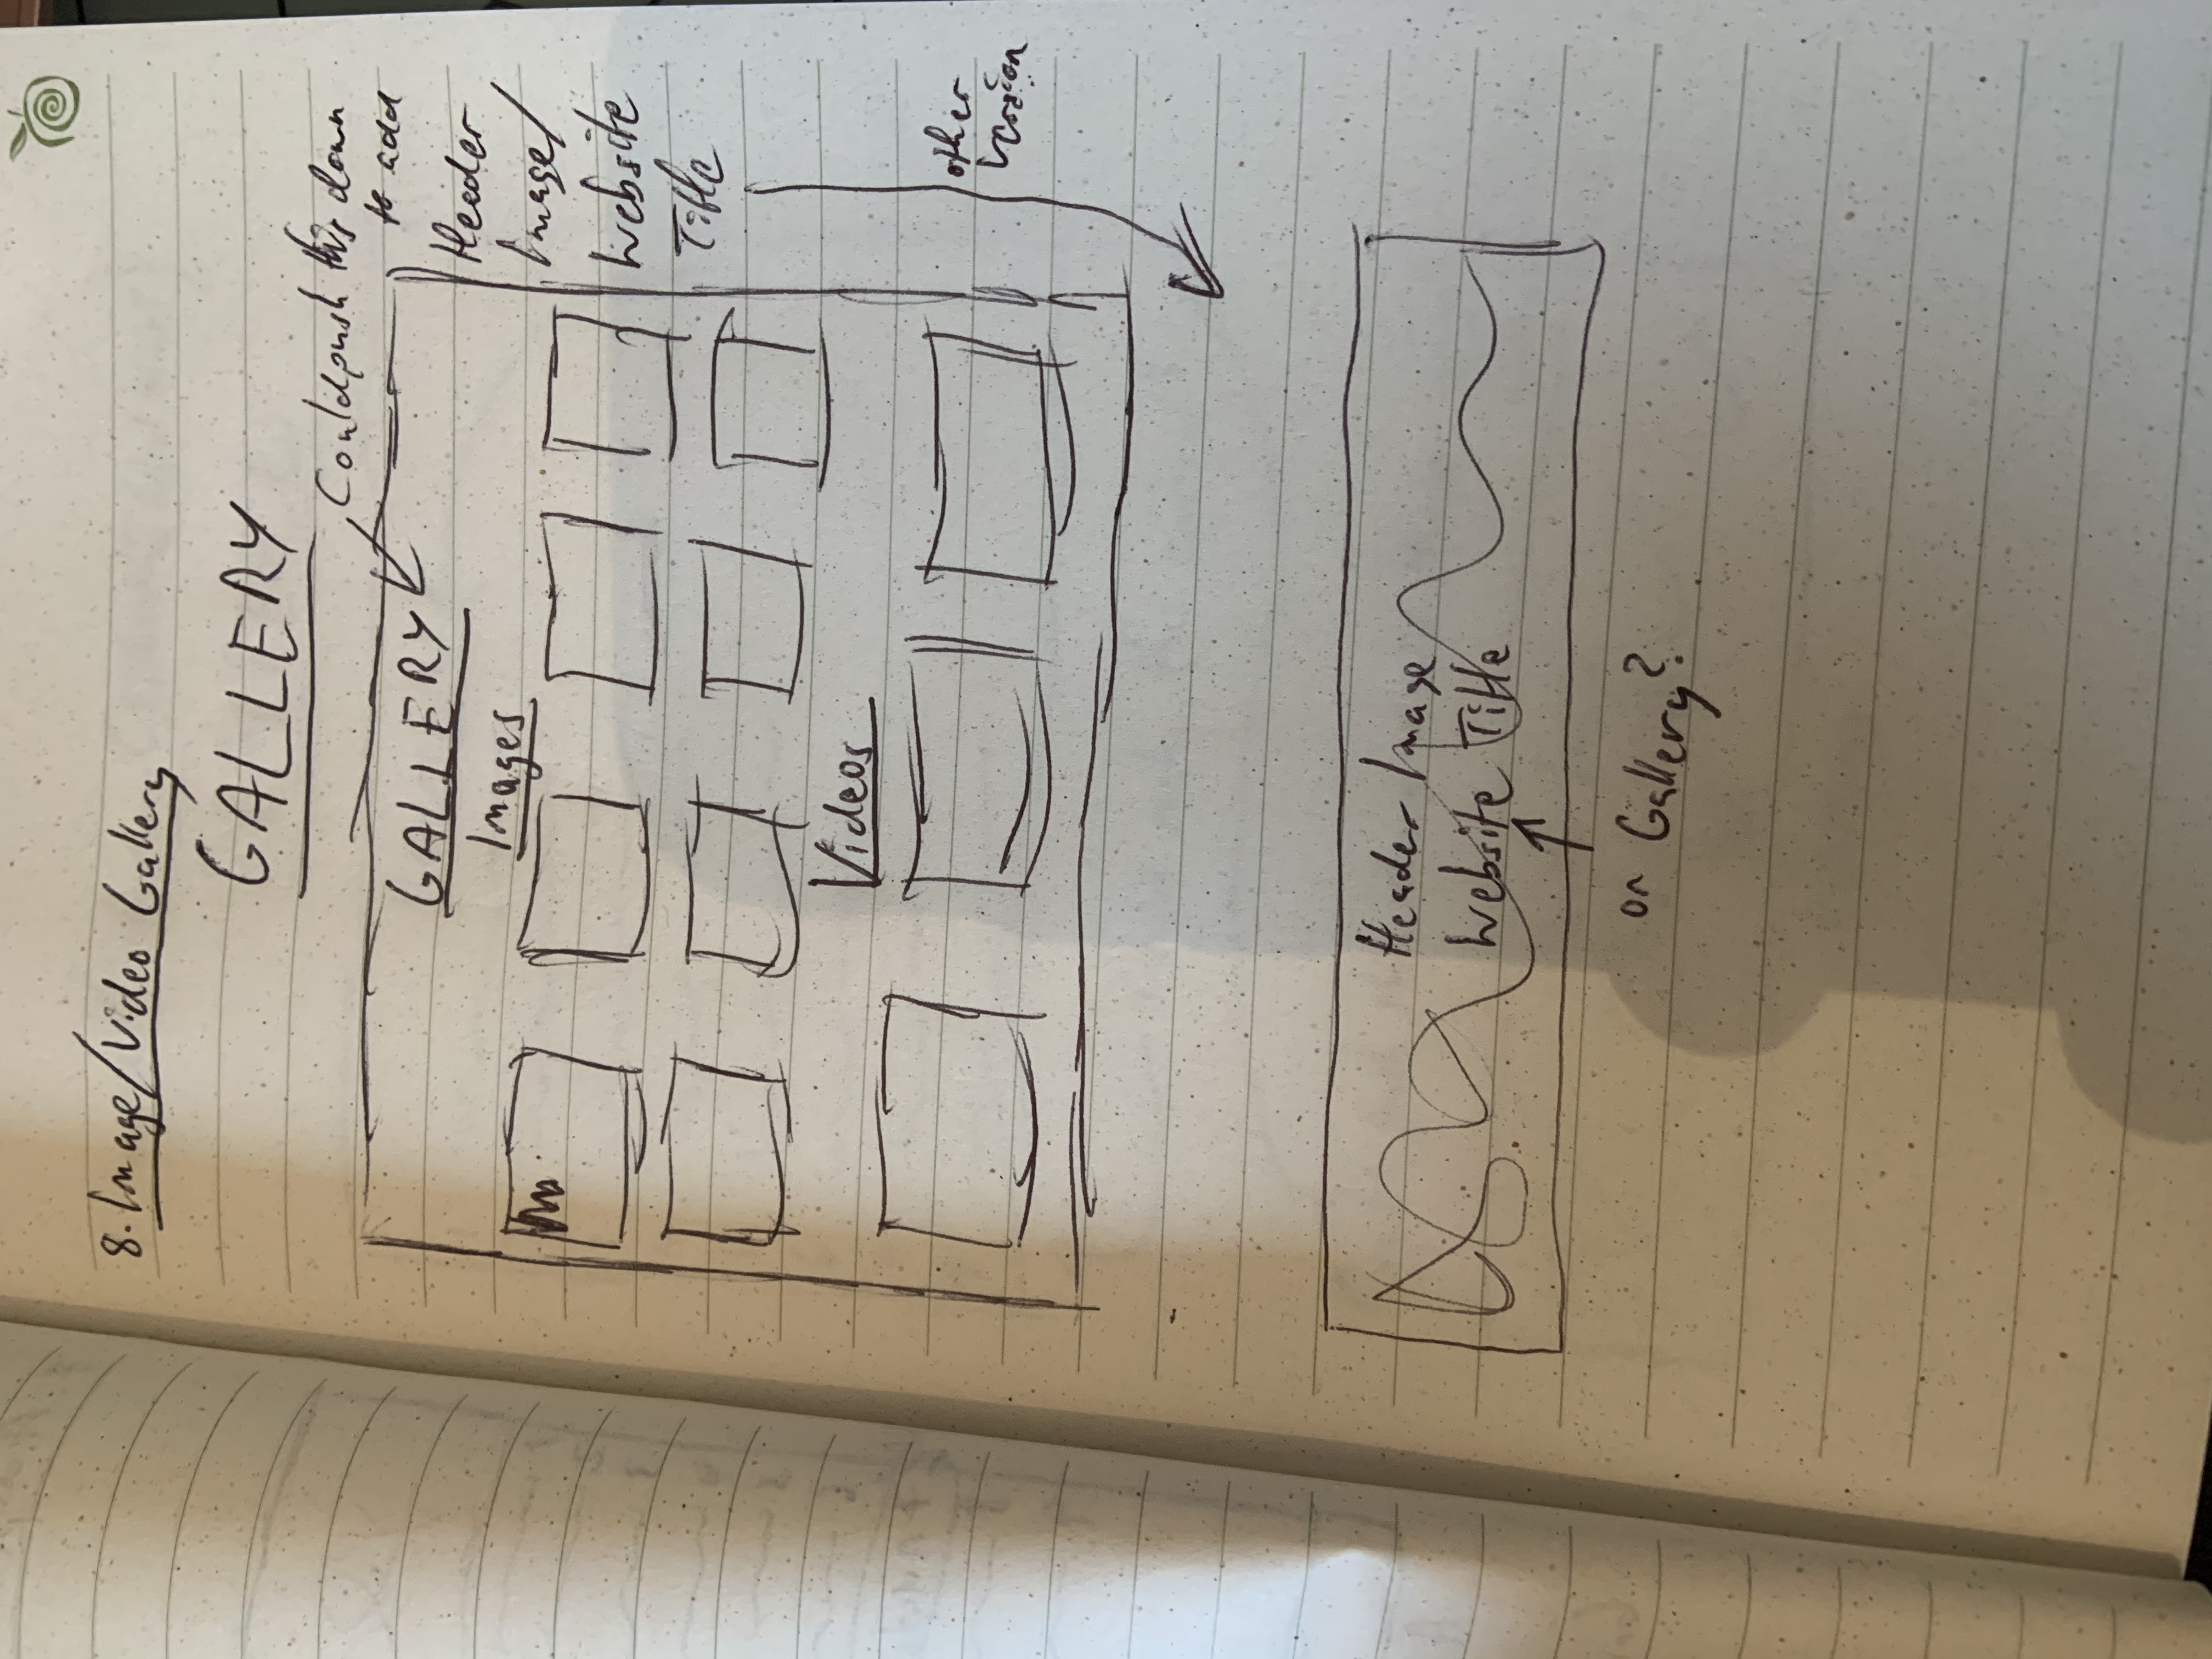 8. Image/Video Gallery
GALLERY
Could push this down
to add
Header
Image/
Website
Title
other
version
GALLERY
Images
Videos
Header Image
Website Title
or Gallery?